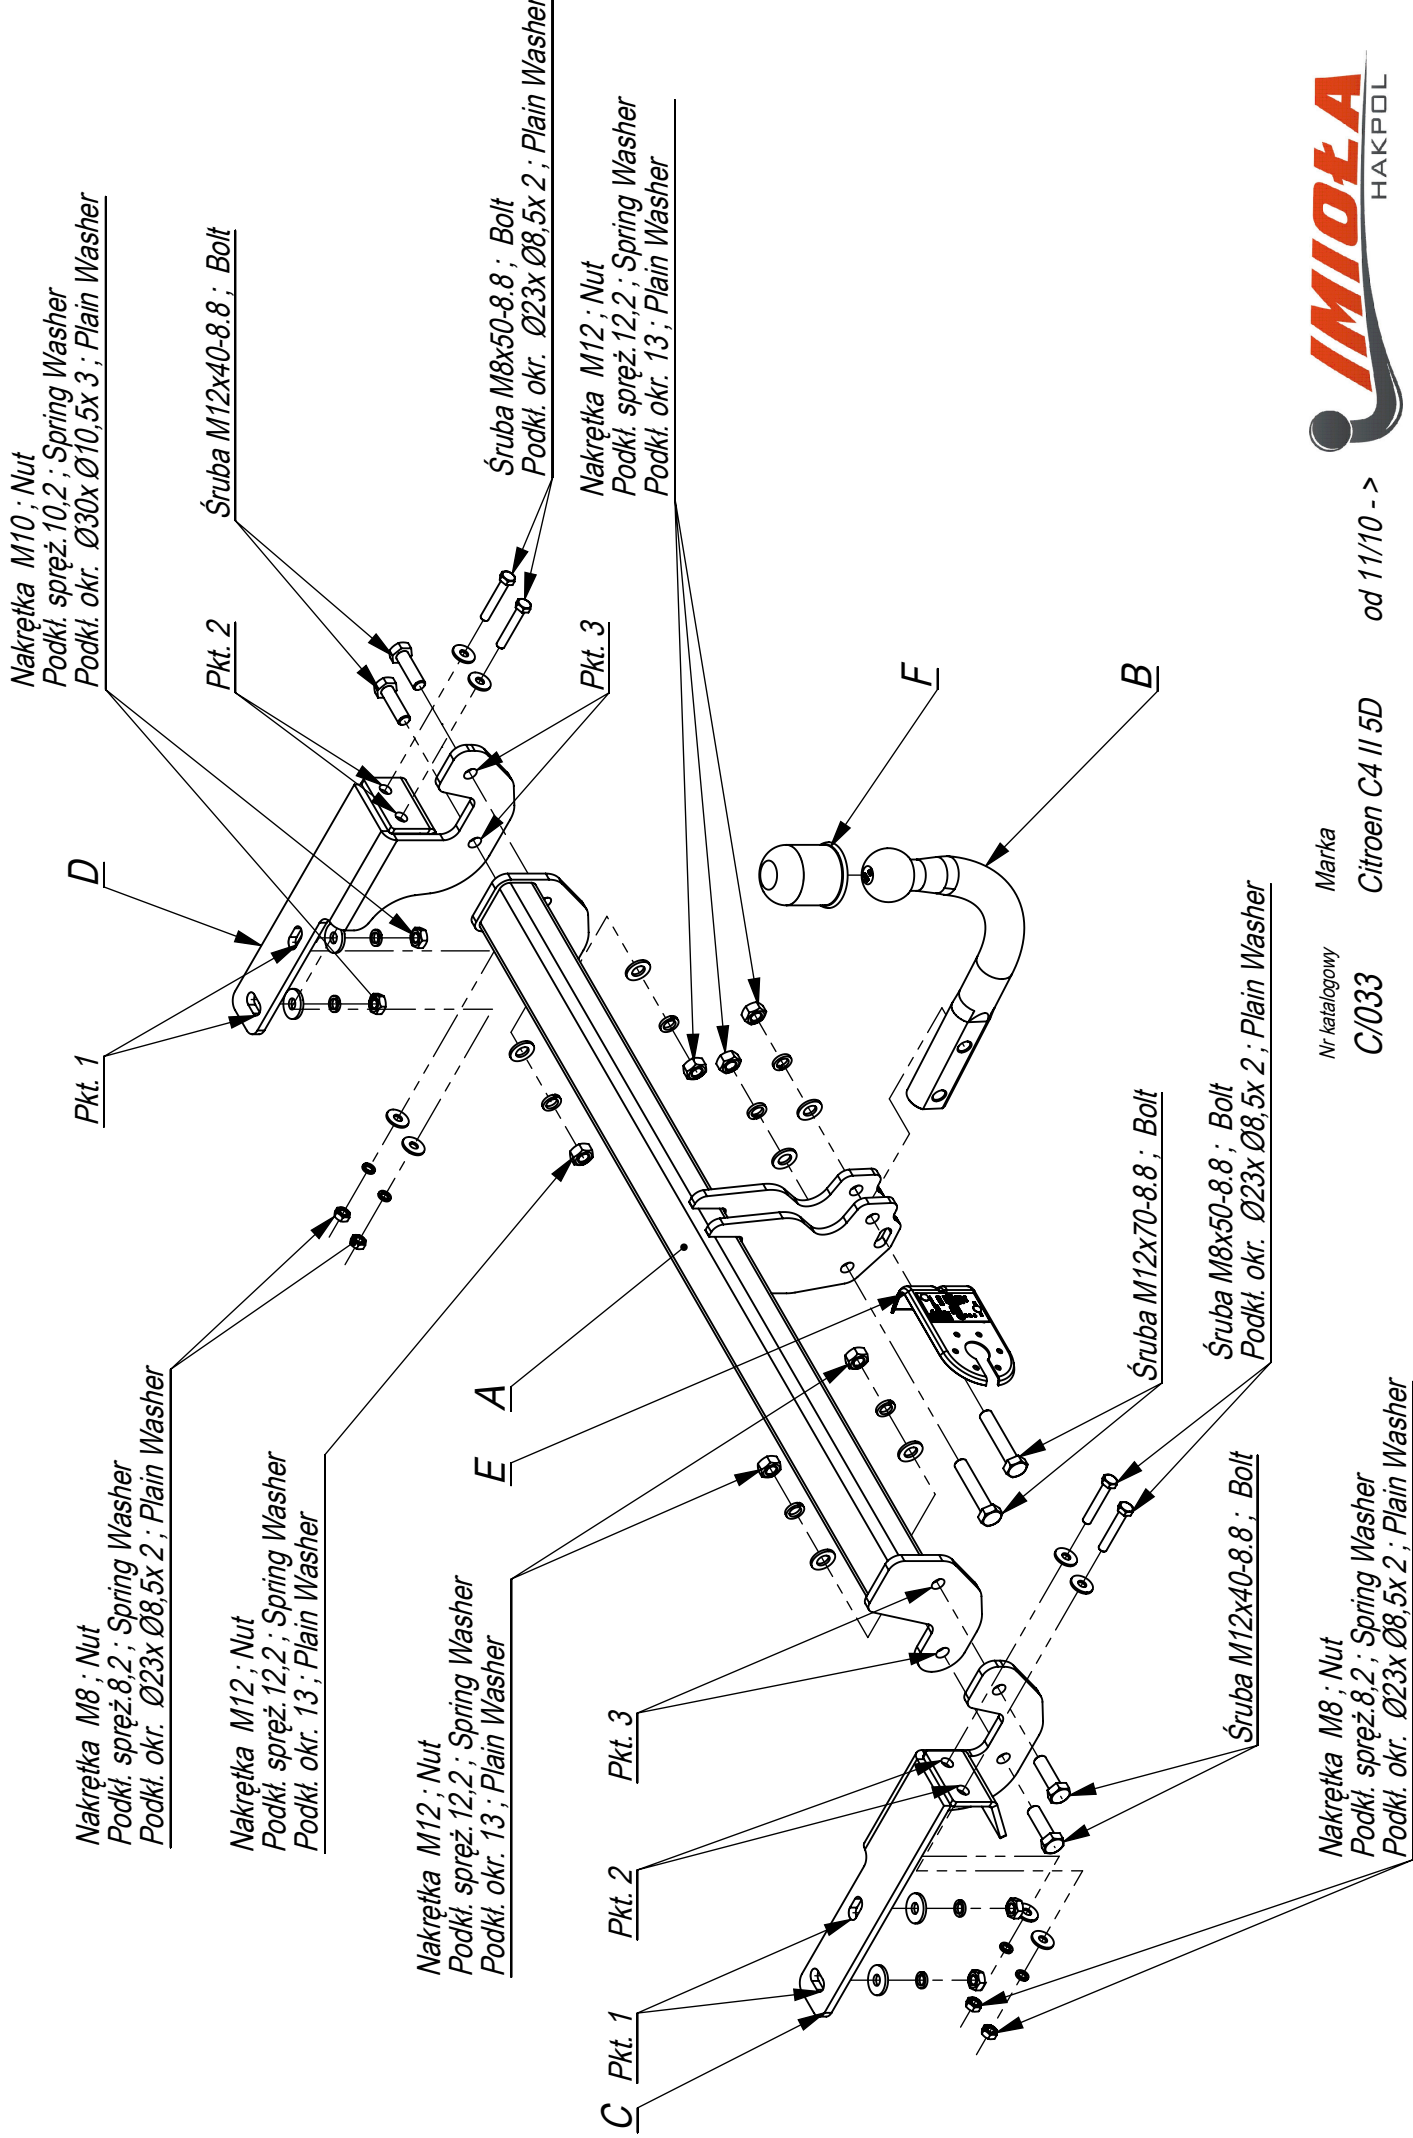 Nakrętka M10 ; Nut
Podkł. spręż.10,2 ; Spring Washer
Podkł. okr. Ø30x Ø10,5x 3 ; Plain Washer
Śruba M12x40-8.8 ; Bolt
Pkt. 2
Śruba M8x50-8.8 ; Bolt
Podkł. okr. Ø23x Ø8,5x 2 ; Plain Washer
Nakrętka M12 ; Nut
Podkł. spręż.12,2 ; Spring Washer
Podkł. okr. 13 ; Plain Washer
Pkt. 3
D
Pkt. 1
F
B
Nakrętka M8 ; Nut
Podkł. spręż.8,2 ; Spring Washer
Podkł. okr. Ø23x Ø8,5x 2 ; Plain Washer
Nakrętka M12 ; Nut
Podkł. spręż.12,2 ; Spring Washer
Podkł. okr. 13 ; Plain Washer
A
E
Nakrętka M12 ; Nut
Podkł. spręż.12,2 ; Spring Washer
Podkł. okr. 13 ; Plain Washer
Pkt. 3
Pkt. 2
Pkt. 1
C
Śruba M12x70-8.8 ; Bolt
Śruba M8x50-8.8 ; Bolt
Podkł. okr. Ø23x Ø8,5x 2 ; Plain Washer
Śruba M12x40-8.8 ; Bolt
Nakrętka M8 ; Nut
Podkł. spręż.8,2 ; Spring Washer
Podkł. okr. Ø23x Ø8,5x 2 ; Plain Washer
Nr katalogowy
Marka
C/033
Citroen C4 II 5D
od 11/10 - >
IMIOŁA
HAKPOL